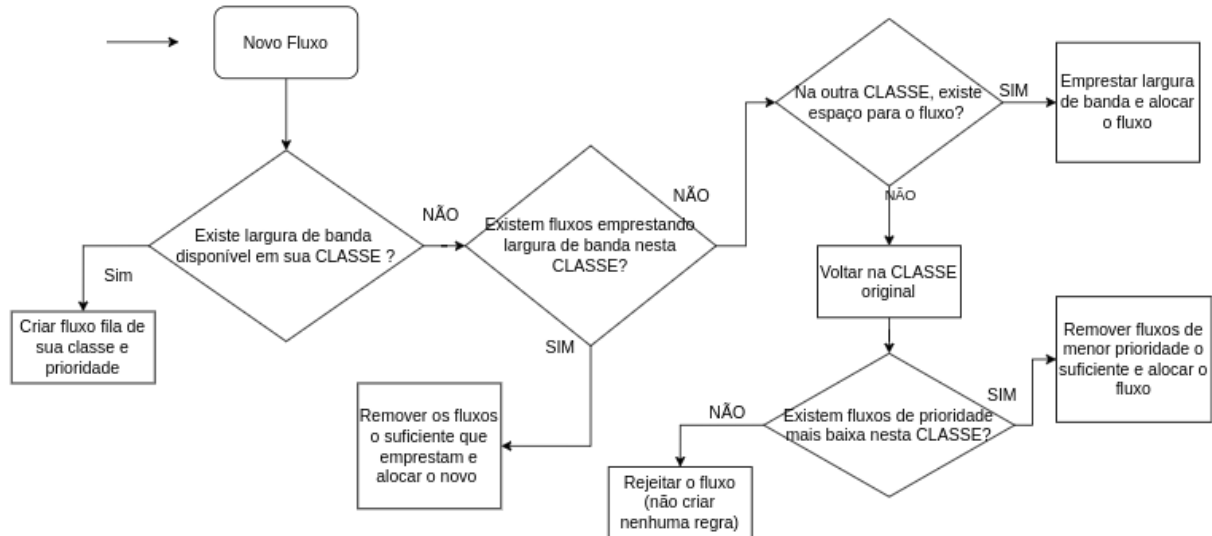 Novo Fluxo
Existe largura de banda
disponível em sua CLASSE ?
Sim
Criar fluxo fila de
sua classe e
prioridade
NÃO
Existem fluxos emprestando
largura de banda nesta
CLASSE?
SIM
Remover os fluxos
o suficiente que
emprestam e
alocar o novo
NÃO
Na outra CLASSE, existe
espaço para o fluxo?
SIM
Emprestar largura
de banda e alocar
o fluxo
NÃO
Voltar na CLASSE
original
Existem fluxos de prioridade
mais baixa nesta CLASSE?
SIM
Remover fluxos de
menor prioridade o
suficiente e alocar o
fluxo
NÃO
Rejeitar o fluxo
(não criar
nenhuma regra)